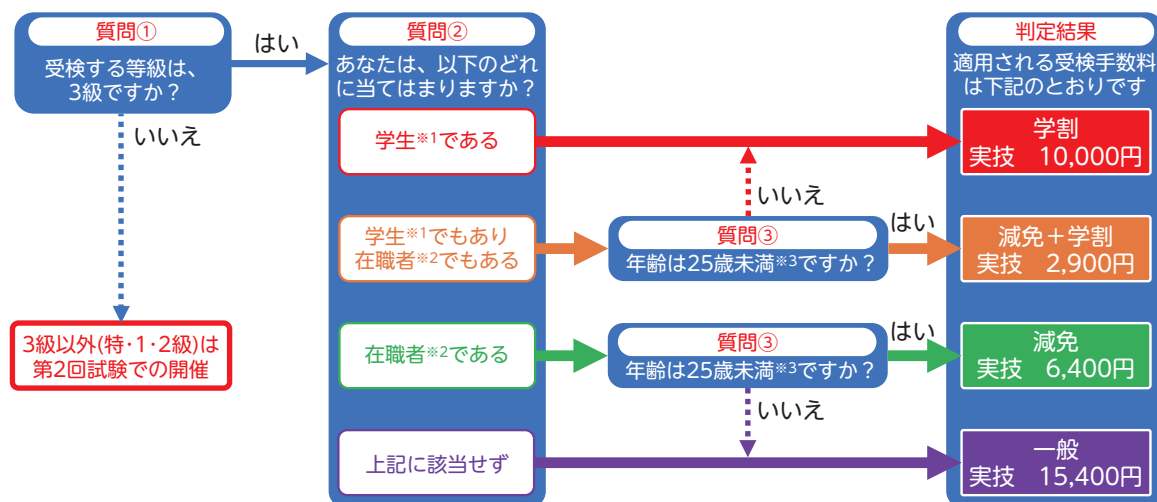 質問①
受検する等級は、
3級ですか？
はい
いいえ
3級以外(特・1・2級)は
第2回試験での開催
質問②
あなたは、以下のどれ
に当てはまりますか？
学生※1である
学生※1でもあり
在職者※2でもある
在職者※2である
上記に該当せず
いいえ
質問③
年齢は25歳未満※3ですか？
はい
質問③
年齢は25歳未満※3ですか？
はい
いいえ
判定結果
適用される受検手数料
は下記のとおりです
学割
実技　10,000円
減免＋学割
実技　2,900円
減免
実技　6,400円
一般
実技　15,400円